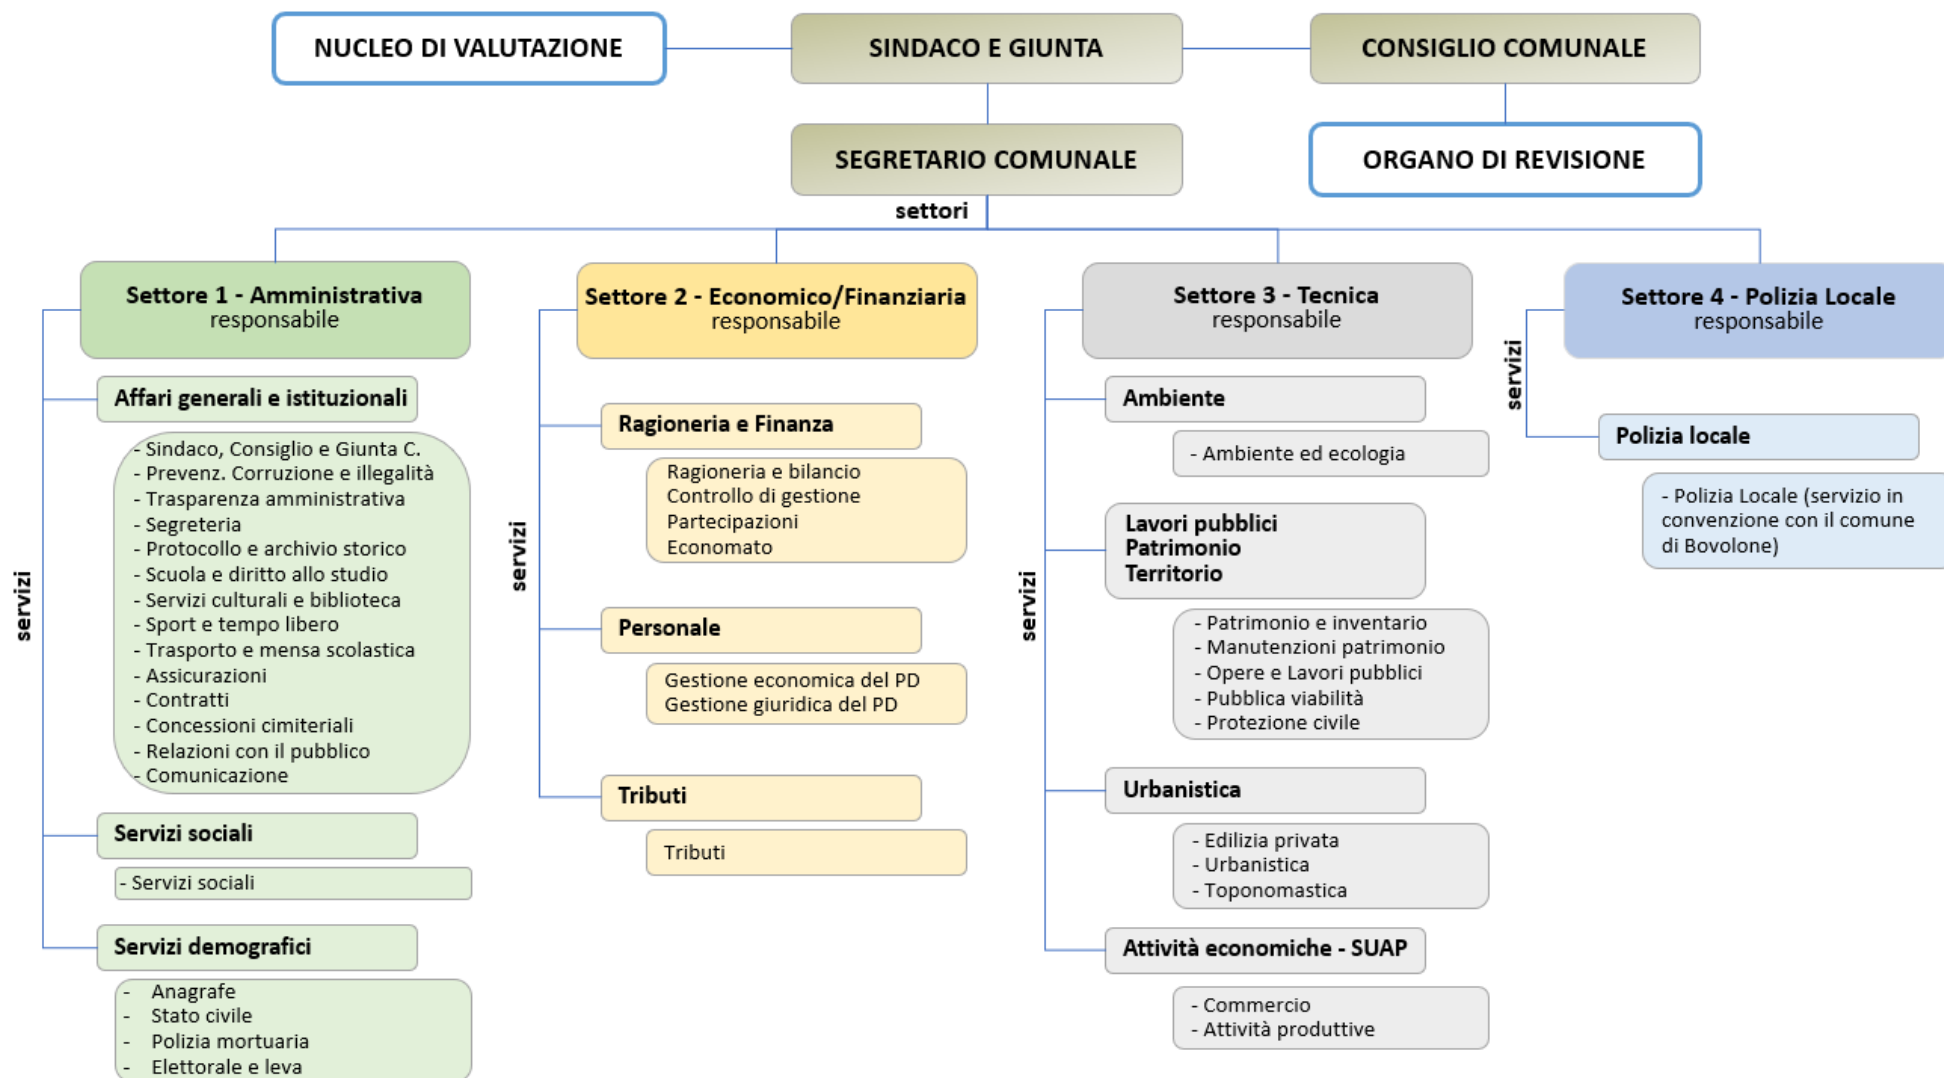 NUCLEO DI VALUTAZIONE
SINDACO E GIUNTA
CONSIGLIO COMUNALE
SEGRETARIO COMUNALE
ORGANO DI REVISIONE
settori
Settore 1 - Amministrativa
responsabile
servizi
Affari generali e istituzionali
- Sindaco, Consiglio e Giunta C.
- Prevenz. Corruzione e illegalità
- Trasparenza amministrativa
- Segreteria
- Protocollo e archivio storico
- Scuola e diritto allo studio
- Servizi culturali e biblioteca
- Sport e tempo libero
- Trasporto e mensa scolastica
- Assicurazioni
- Contratti
- Concessioni cimiteriali
- Relazioni con il pubblico
- Comunicazione
Servizi sociali
- Servizi sociali
Servizi demografici
- Anagrafe
- Stato civile
- Polizia mortuaria
- Elettorale e leva
Settore 2 - Economico/Finanziaria
responsabile
servizi
Ragioneria e Finanza
Ragioneria e bilancio
Controllo di gestione
Partecipazioni
Economato
Personale
Gestione economica del PD
Gestione giuridica del PD
Tributi
Tributi
Settore 3 - Tecnica
responsabile
servizi
Ambiente
- Ambiente ed ecologia
Lavori pubblici
Patrimonio
Territorio
- Patrimonio e inventario
- Manutenzioni patrimonio
- Opere e Lavori pubblici
- Pubblica viabilità
- Protezione civile
Urbanistica
- Edilizia privata
- Urbanistica
- Toponomastica
Attività economiche - SUAP
- Commercio
- Attività produttive
Settore 4 - Polizia Locale
responsabile
servizi
Polizia locale
- Polizia Locale (servizio in
convenzione con il comune
di Bovolone)